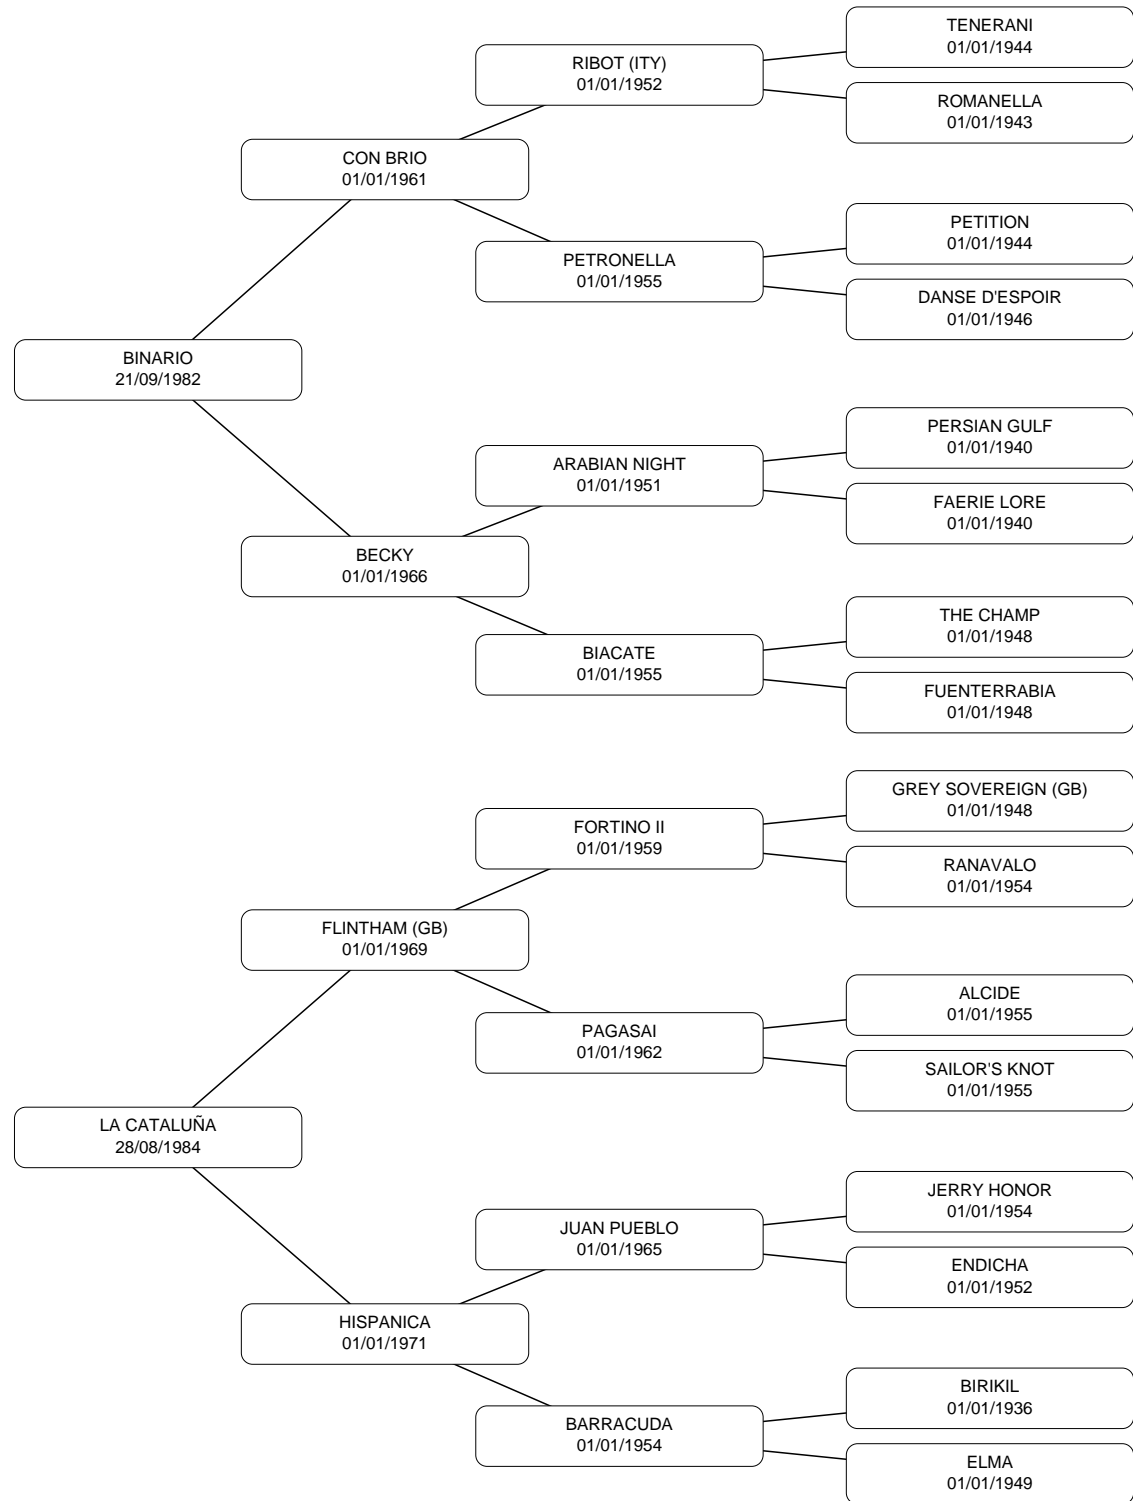 TENERANI
01/01/1944
RIBOT (ITY)
01/01/1952
ROMANELLA
01/01/1943
CON BRIO
01/01/1961
PETITION
01/01/1944
PETRONELLA
01/01/1955
DANSE D'ESPOIR
01/01/1946
BINARIO
21/09/1982
PERSIAN GULF
01/01/1940
ARABIAN NIGHT
01/01/1951
FAERIE LORE
01/01/1940
BECKY
01/01/1966
THE CHAMP
01/01/1948
BIACATE
01/01/1955
FUENTERRABIA
01/01/1948
GREY SOVEREIGN (GB)
01/01/1948
FORTINO II
01/01/1959
RANAVALO
01/01/1954
FLINTHAM (GB)
01/01/1969
ALCIDE
01/01/1955
PAGASAI
01/01/1962
SAILOR'S KNOT
01/01/1955
LA CATALUÑA
28/08/1984
JERRY HONOR
01/01/1954
JUAN PUEBLO
01/01/1965
ENDICHA
01/01/1952
HISPANICA
01/01/1971
BIRIKIL
01/01/1936
BARRACUDA
01/01/1954
ELMA
01/01/1949